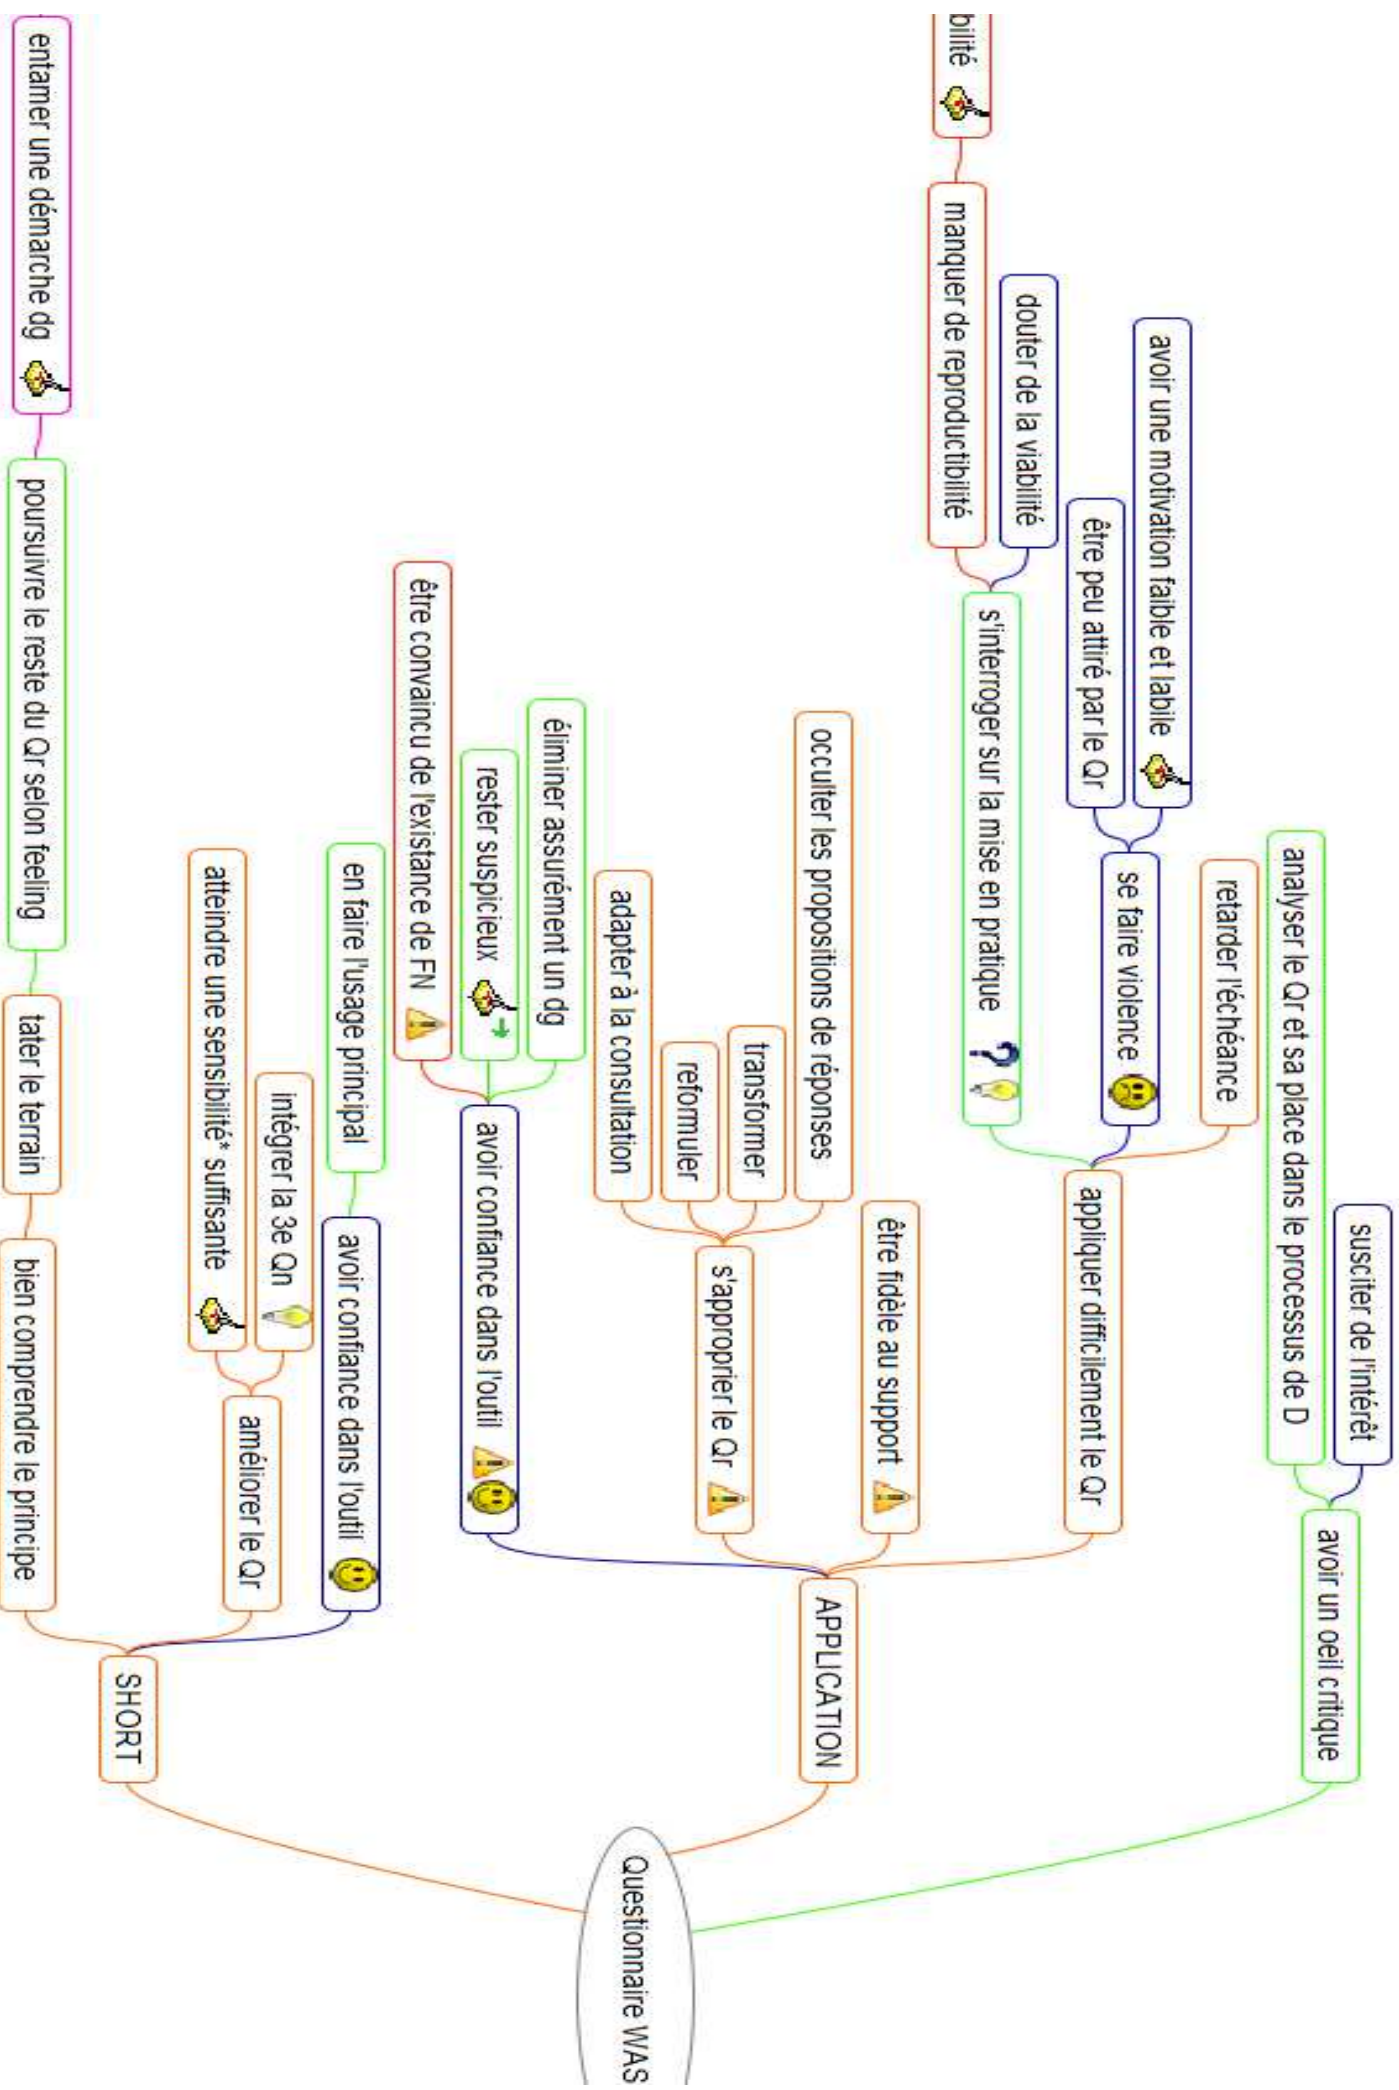 susciter de l'intérêt
analyser le Qr et sa place dans le processus de D
avoir un oeil critique
retarder l'échéance
avoir une motivation faible et labile
être peu attiré par le Qr
se faire violence
douter de la viabilité
bilité
manquer de reproductibilité
s'interroger sur la mise en pratique
appliquer difficilement le Qr
être fidèle au support
occulter les propositions de réponses
transformer
reformuler
adapter à la consultation
s'approprier le Qr
APPLICATION
éliminer assurément un dg
rester suspicieux
être convaincu de l'existance de FN
avoir confiance dans l'outil
Questionnaire WAS
en faire l'usage principal
avoir confiance dans l'outil
intégrer la 3e Qn
atteindre une sensibilité* suffisante
améliorer le Qr
SHORT
entamer une démarche dg
poursuivre le reste du Qr selon feeling
tater le terrain
bien comprendre le principe